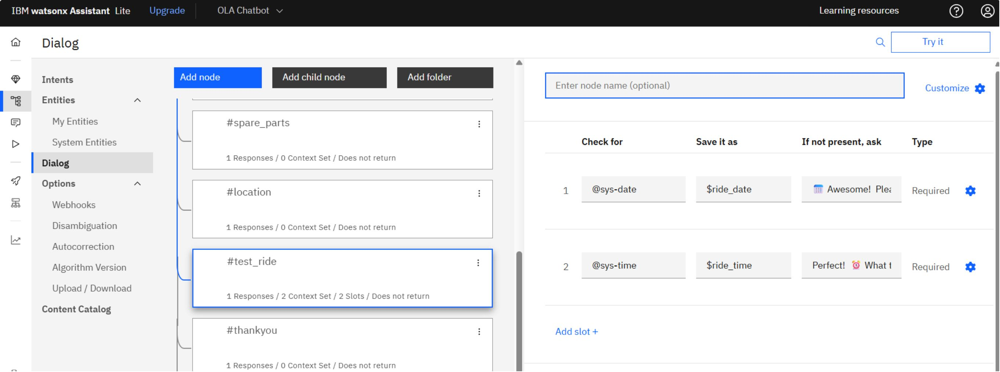 IBM watsonx Assistant Lite Upgrade OLA Chatbot Learning resources
Dialog
Try it
Intents
Entities
My Entities
System Entities
Dialog
Options
Webhooks
Disambiguation
Autocorrection
Algorithm Version
Upload / Download
Content Catalog
Add node Add child node Add folder
#spare_parts
1 Responses / 0 Context Set / Does not return
#location
1 Responses / 0 Context Set / Does not return
#test_ride
1 Responses / 2 Context Set / 2 Slots / Does not return
#thankyou
1 Responses / 0 Context Set / Does not return
Enter node name (optional) Customize
Check for Save it as If not present, ask Type
1 @sys-date $ride_date Awesome! Plea Required
2 @sys-time $ride_time Perfect! ⏰ What t Required
Add slot +